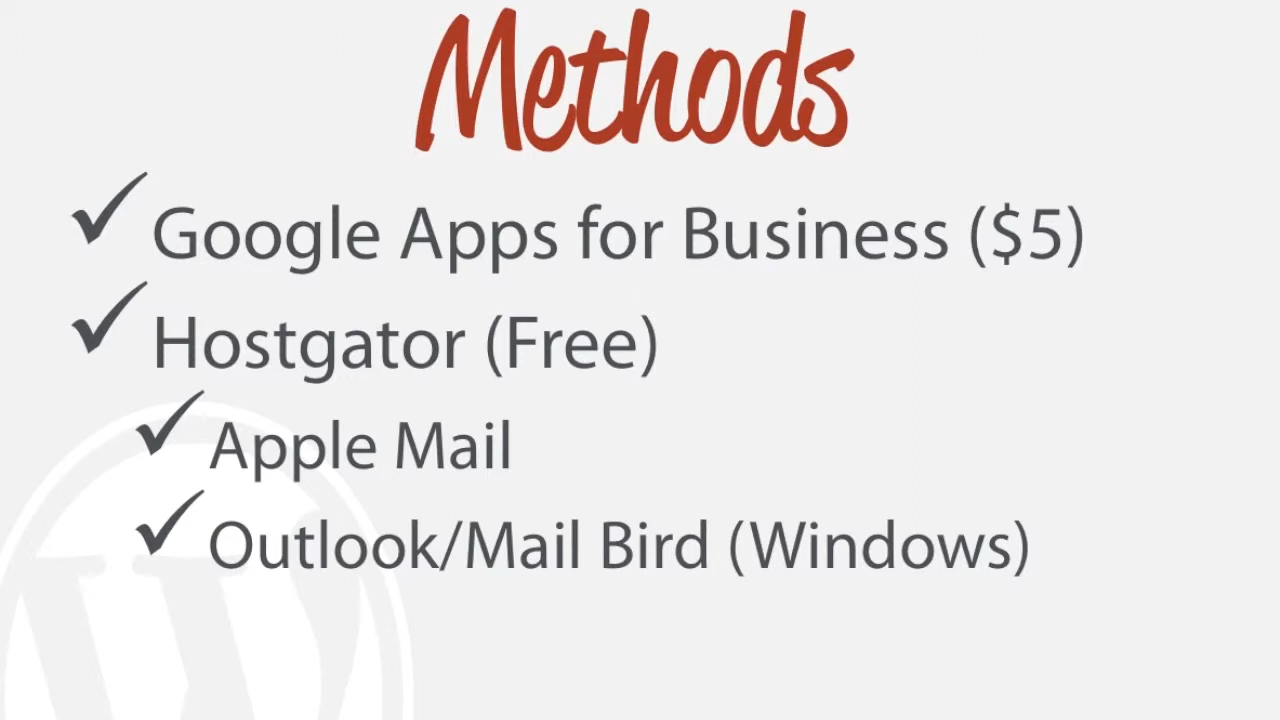 Methods
Google Apps for Business ($5)
Hostgator (Free)
Apple Mail
Outlook/Mail Bird (Windows)